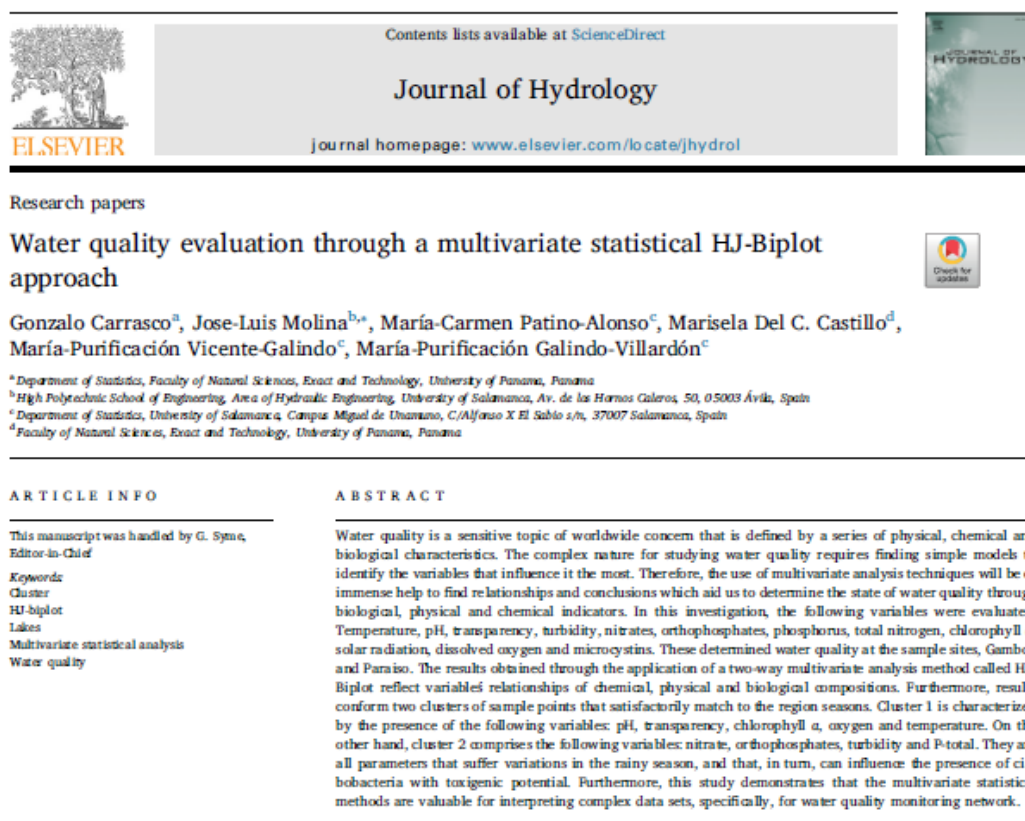 Contents lists available at ScienceDirect
Journal of Hydrology
journal homepage: www.elsevier.com/locate/jhydrol
ELSEVIER
JOURNAL OF
HYDROLOGY
Research papers
Water quality evaluation through a multivariate statistical HJ-Biplot
approach
Check for
updates
Gonzalo Carrascoa, Jose-Luis Molinab,*, María-Carmen Patino-Alonsoc, Marisela Del C. Castillod,
María-Purificación Vicente-Galindoc, María-Purificación Galindo-Villardónc
a Department of Statistics, Faculty of Natural Sciences, Exact and Technology, University of Panama, Panama
b High Polytechnic School of Engineering, Area of Hydraulic Engineering, University of Salamanca, Av. de los Hornos Caleros, 50, 05003 Ávila, Spain
c Department of Statistics, University of Salamanca, Campus Miguel de Unamuno, C/Alfonso X El Sabio s/n, 37007 Salamanca, Spain
d Faculty of Natural Sciences, Exact and Technology, University of Panama, Panama
ARTICLE INFO
This manuscript was handled by G. Syme,
Editor-in-Chief
Keywords:
Cluster
HJ-biplot
Lakes
Multivariate statistical analysis
Water quality
ABSTRACT
Water quality is a sensitive topic of worldwide concern that is defined by a series of physical, chemical an
biological characteristics. The complex nature for studying water quality requires finding simple models t
identify the variables that influence it the most. Therefore, the use of multivariate analysis techniques will be
immense help to find relationships and conclusions which aid us to determine the state of water quality throug
biological, physical and chemical indicators. In this investigation, the following variables were evaluate
Temperature, pH, transparency, turbidity, nitrates, orthophosphates, phosphorus, total nitrogen, chlorophyll
solar radiation, dissolved oxygen and microcystins. These determined water quality at the sample sites, Gambo
and Paraiso. The results obtained through the application of a two-way multivariate analysis method called H
Biplot reflect variables' relationships of chemical, physical and biological compositions. Furthermore, resul
conform two clusters of sample points that satisfactorily match to the region seasons. Cluster 1 is characterize
by the presence of the following variables: pH, transparency, chlorophyll α, oxygen and temperature. On th
other hand, cluster 2 comprises the following variables: nitrate, orthophosphates, turbidity and P-total. They ar
all parameters that suffer variations in the rainy season, and that, in turn, can influence the presence of ci
bobacteria with toxigenic potential. Furthermore, this study demonstrates that the multivariate statistic
methods are valuable for interpreting complex data sets, specifically, for water quality monitoring network.